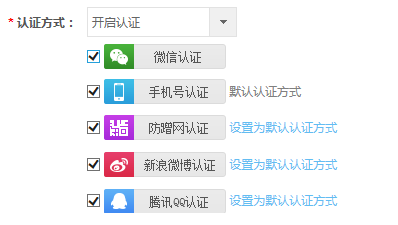 * 认证方式： 开启认证
微信认证
手机号认证 默认认证方式
防蹭网认证 设置为默认认证方式
新浪微博认证 设置为默认认证方式
腾讯QQ认证 设置为默认认证方式